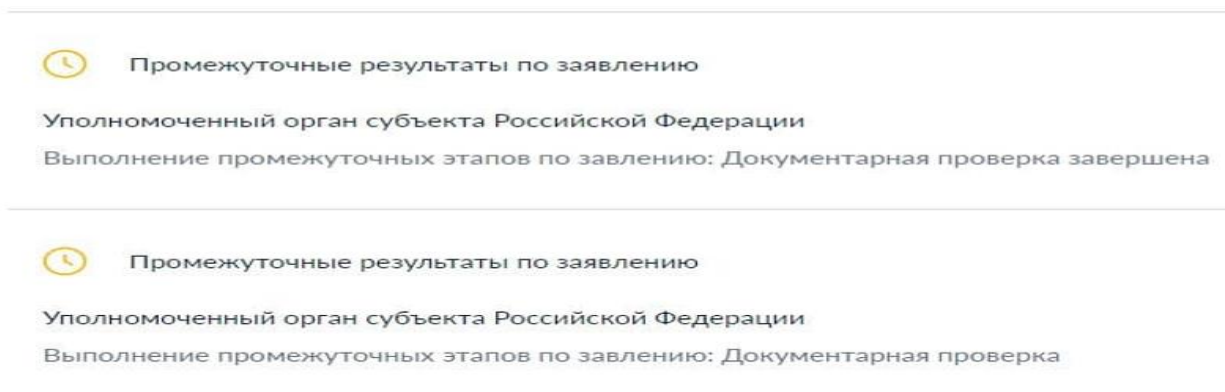 Промежуточные результаты по заявлению
Уполномоченный орган субъекта Российской Федерации
Выполнение промежуточных этапов по завлению: Документарная проверка завершена
Промежуточные результаты по заявлению
Уполномоченный орган субъекта Российской Федерации
Выполнение промежуточных этапов по завлению: Документарная проверка